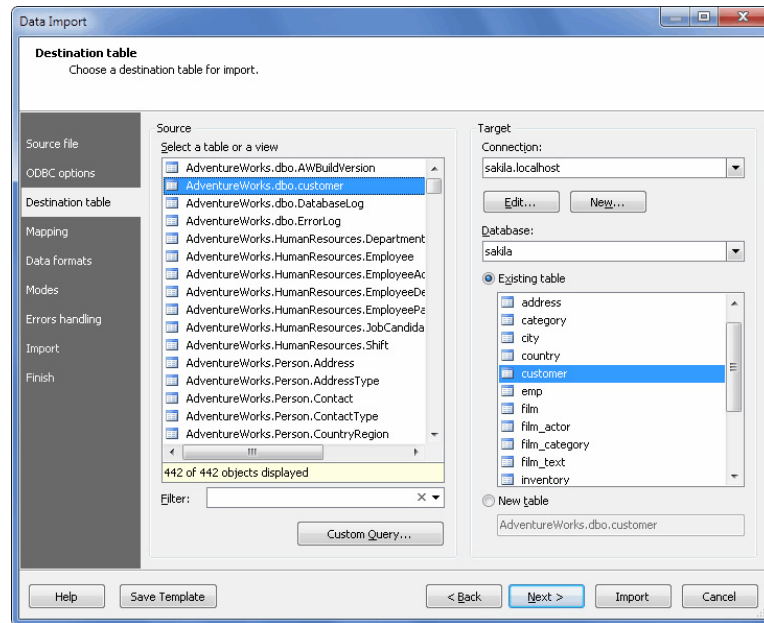 Data Import
Destination table
Choose a destination table for import.
Source file
ODBC options
Destination table
Mapping
Data formats
Modes
Errors handling
Import
Finish
Source
Select a table or a view
AdventureWorks.dbo.AWBuildVersion
AdventureWorks.dbo.customer
AdventureWorks.dbo.DatabaseLog
AdventureWorks.dbo.ErrorLog
AdventureWorks.HumanResources.Department
AdventureWorks.HumanResources.Employee
AdventureWorks.HumanResources.EmployeeAc
AdventureWorks.HumanResources.EmployeeDe
AdventureWorks.HumanResources.EmployeePa
AdventureWorks.HumanResources.JobCandida
AdventureWorks.HumanResources.Shift
AdventureWorks.Person.Address
AdventureWorks.Person.AddressType
AdventureWorks.Person.Contact
AdventureWorks.Person.ContactType
AdventureWorks.Person.CountryRegion
442 of 442 objects displayed
Filter:
Custom Query...
Target
Connection:
sakila.localhost
Edit... New...
Database:
sakila
Existing table
address
category
city
country
customer
emp
film
film_actor
film_category
film_text
inventory
New table
AdventureWorks.dbo.customer
Help Save Template < Back Next > Import Cancel